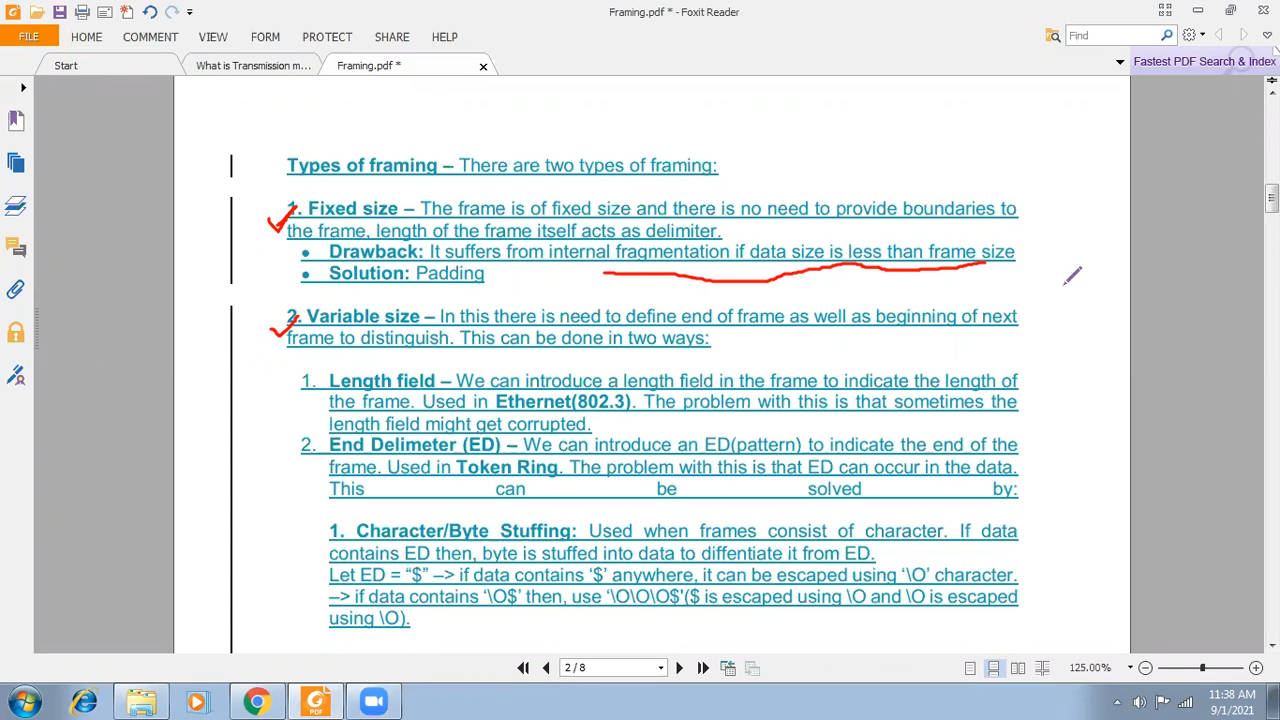 Framing.pdf * - Foxit Reader
FILE HOME COMMENT VIEW FORM PROTECT SHARE HELP Find
Start What is Transmission m... Framing.pdf * Fastest PDF Search & Index
Types of framing – There are two types of framing:
1. Fixed size – The frame is of fixed size and there is no need to provide boundaries to
the frame, length of the frame itself acts as delimiter.
• Drawback: It suffers from internal fragmentation if data size is less than frame size
• Solution: Padding
2. Variable size – In this there is need to define end of frame as well as beginning of next
frame to distinguish. This can be done in two ways:
1. Length field – We can introduce a length field in the frame to indicate the length of
the frame. Used in Ethernet(802.3). The problem with this is that sometimes the
length field might get corrupted.
2. End Delimeter (ED) – We can introduce an ED(pattern) to indicate the end of the
frame. Used in Token Ring. The problem with this is that ED can occur in the data.
This can be solved by:
1. Character/Byte Stuffing: Used when frames consist of character. If data
contains ED then, byte is stuffed into data to diffentiate it from ED.
Let ED = “$” –> if data contains ‘$’ anywhere, it can be escaped using ‘\O’ character.
–> if data contains ‘\O$’ then, use ‘\O\O\O$'($ is escaped using \O and \O is escaped
using \O).
2 / 8 125.00%
PDF
11:38 AM
9/1/2021